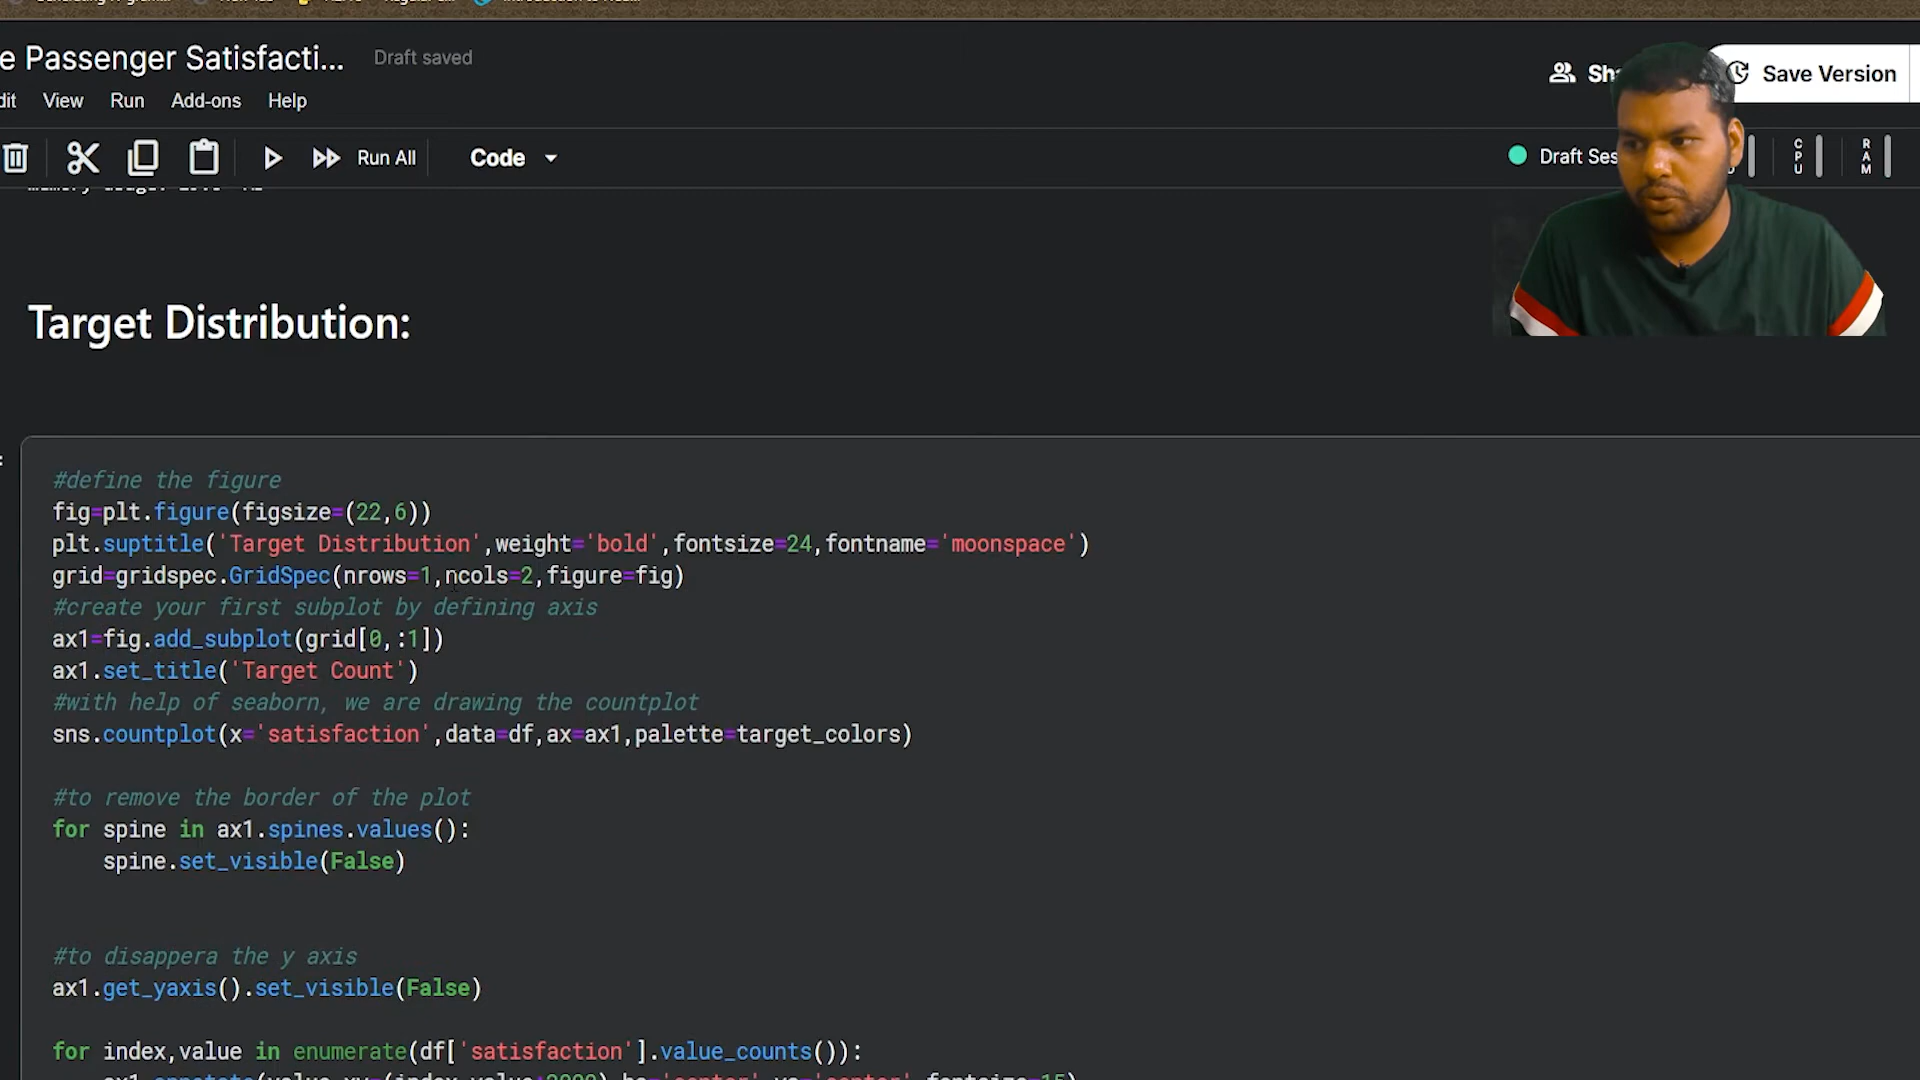 e Passenger Satisfacti... Draft saved
Save Version
dit View Run Add-ons Help
Run All Code
Draft Ses
CPU
RAM
Target Distribution:
#define the figure
fig=plt.figure(figsize=(22,6))
plt.suptitle('Target Distribution',weight='bold',fontsize=24,fontname='moonspace')
grid=gridspec.GridSpec(nrows=1,ncols=2,figure=fig)
#create your first subplot by defining axis
ax1=fig.add_subplot(grid[0,:1])
ax1.set_title('Target Count')
#with help of seaborn, we are drawing the countplot
sns.countplot(x='satisfaction',data=df,ax=ax1,palette=target_colors)
#to remove the border of the plot
for spine in ax1.spines.values():
    spine.set_visible(False)
#to disappera the y axis
ax1.get_yaxis().set_visible(False)
for index,value in enumerate(df['satisfaction'].value_counts()):